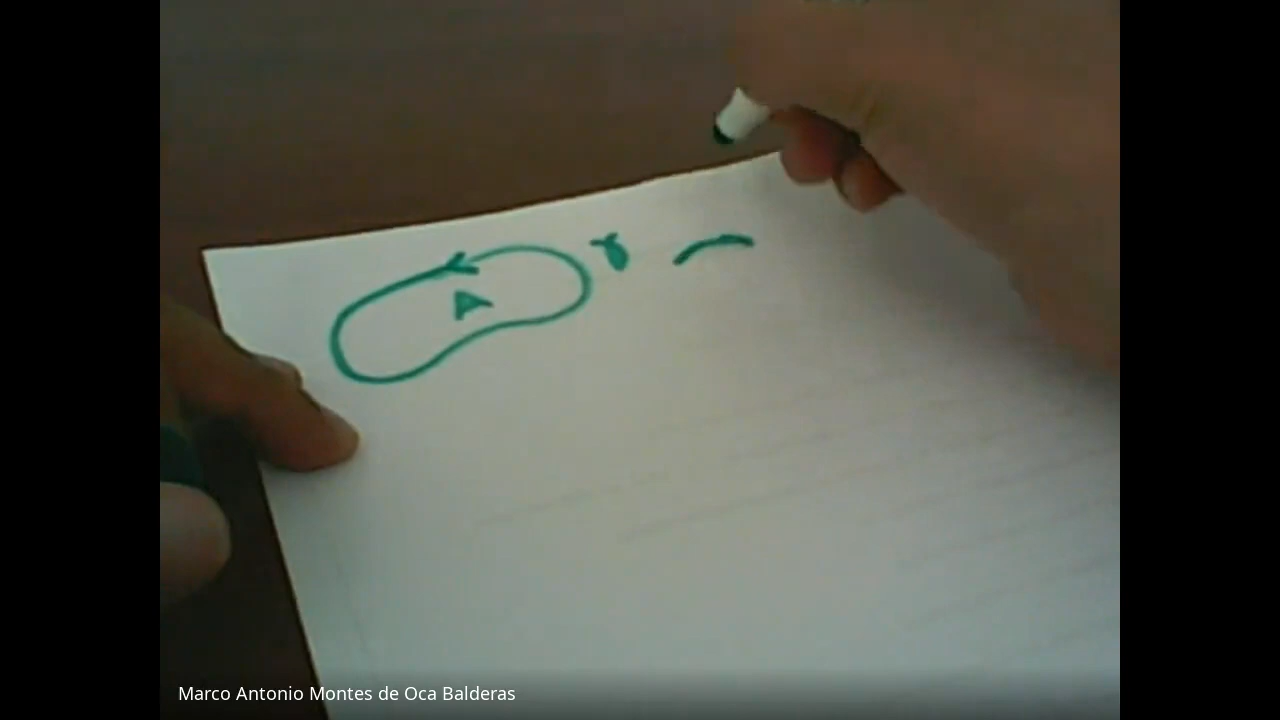 A γ
Marco Antonio Montes de Oca Balderas